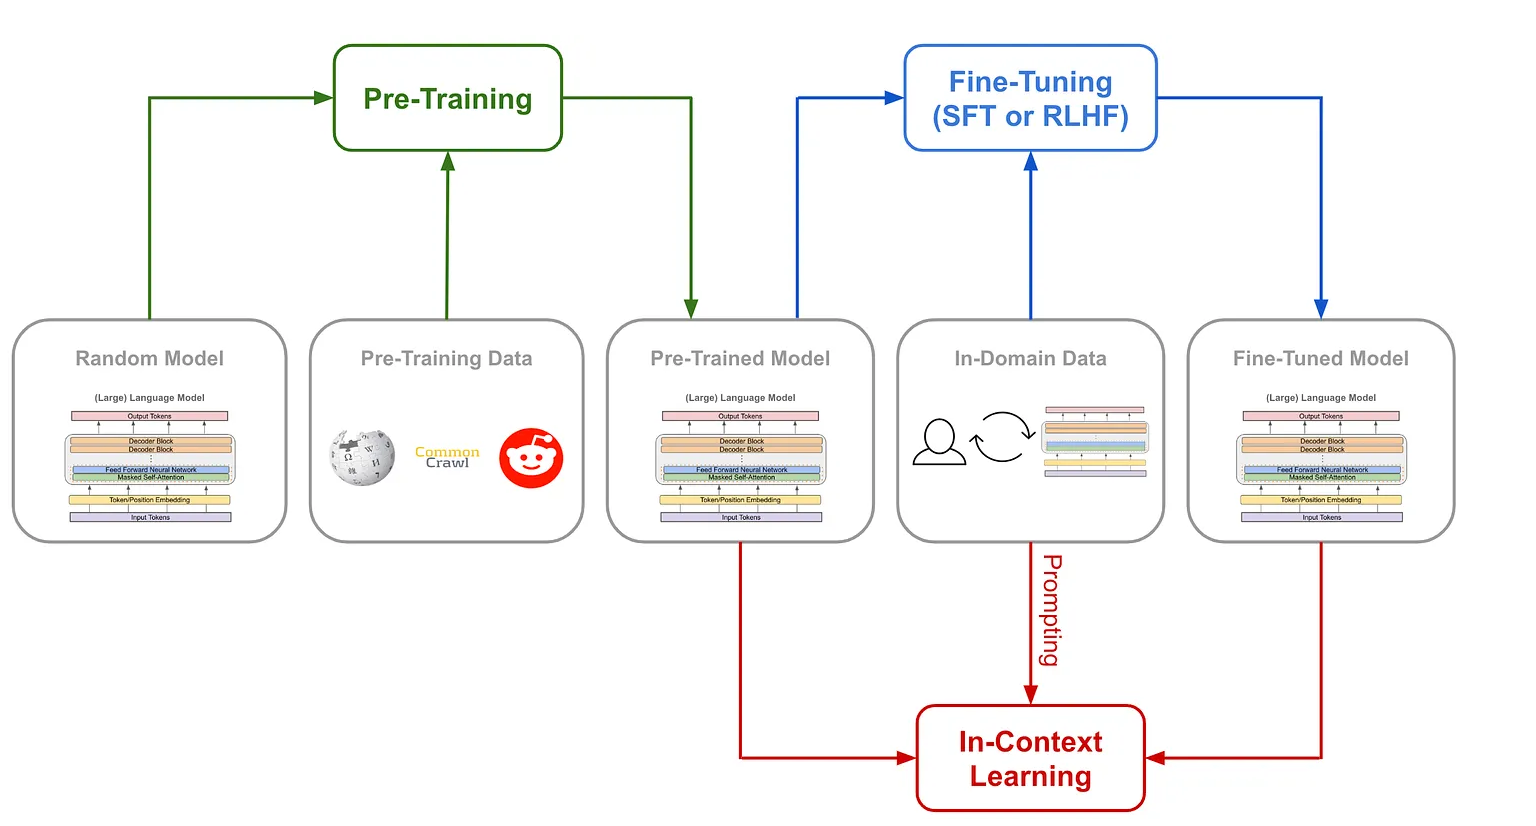 Pre-Training
Fine-Tuning
(SFT or RLHF)
Random Model
(Large) Language Model
Output Tokens
Decoder Block
Decoder Block
Feed Forward Neural Network
Masked Self-Attention
Token/Position Embedding
Input Tokens
Pre-Training Data
Common
Crawl
Pre-Trained Model
(Large) Language Model
Output Tokens
Decoder Block
Decoder Block
Feed Forward Neural Network
Masked Self-Attention
Token/Position Embedding
Input Tokens
In-Domain Data
Fine-Tuned Model
(Large) Language Model
Output Tokens
Decoder Block
Decoder Block
Feed Forward Neural Network
Masked Self-Attention
Token/Position Embedding
Input Tokens
Prompting
In-Context
Learning